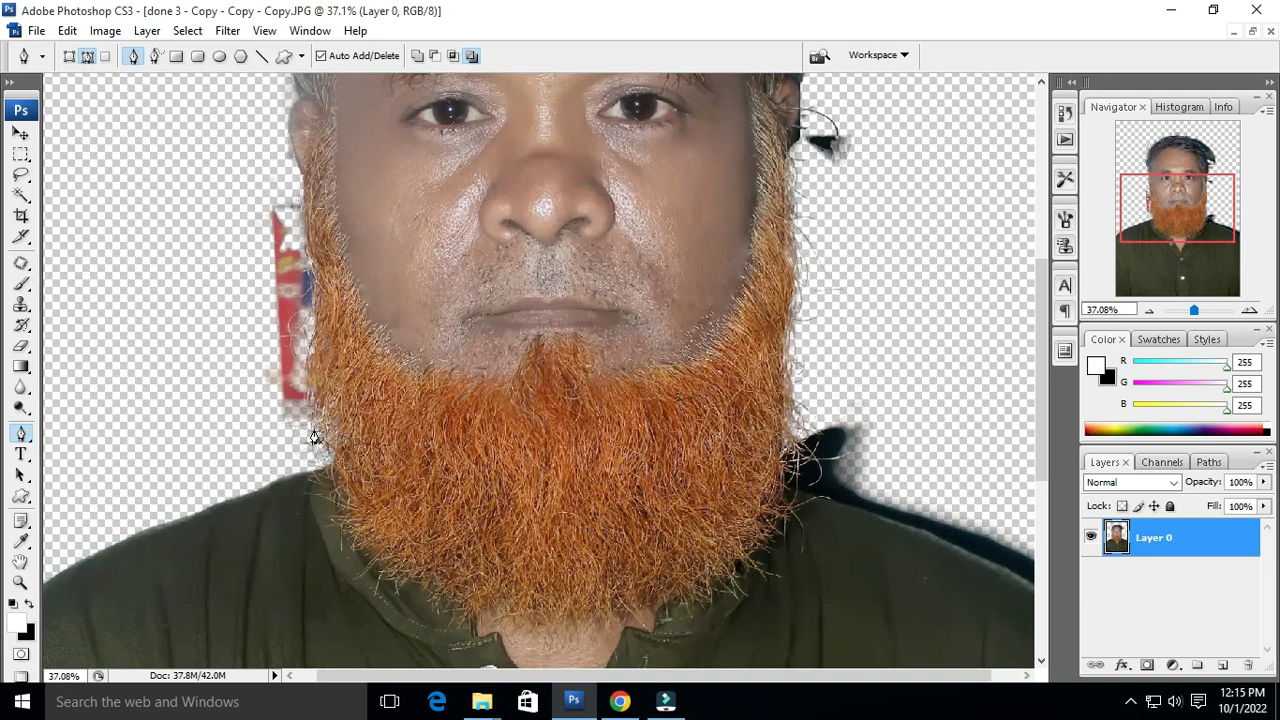 Adobe Photoshop CS3 - [done 3 - Copy - Copy - Copy.JPG @ 37.1% (Layer 0, RGB/8)]
File Edit Image Layer Select Filter View Window Help
Auto Add/Delete
Workspace
Ps
Navigator Histogram Info
37.08%
Color Swatches Styles
R 255
G 255
B 255
Layers Channels Paths
Normal Opacity: 100%
Lock: Fill: 100%
Layer 0
37.08% Doc: 37.8M/42.0M
Search the web and Windows
Ps
12:15 PM
10/1/2022